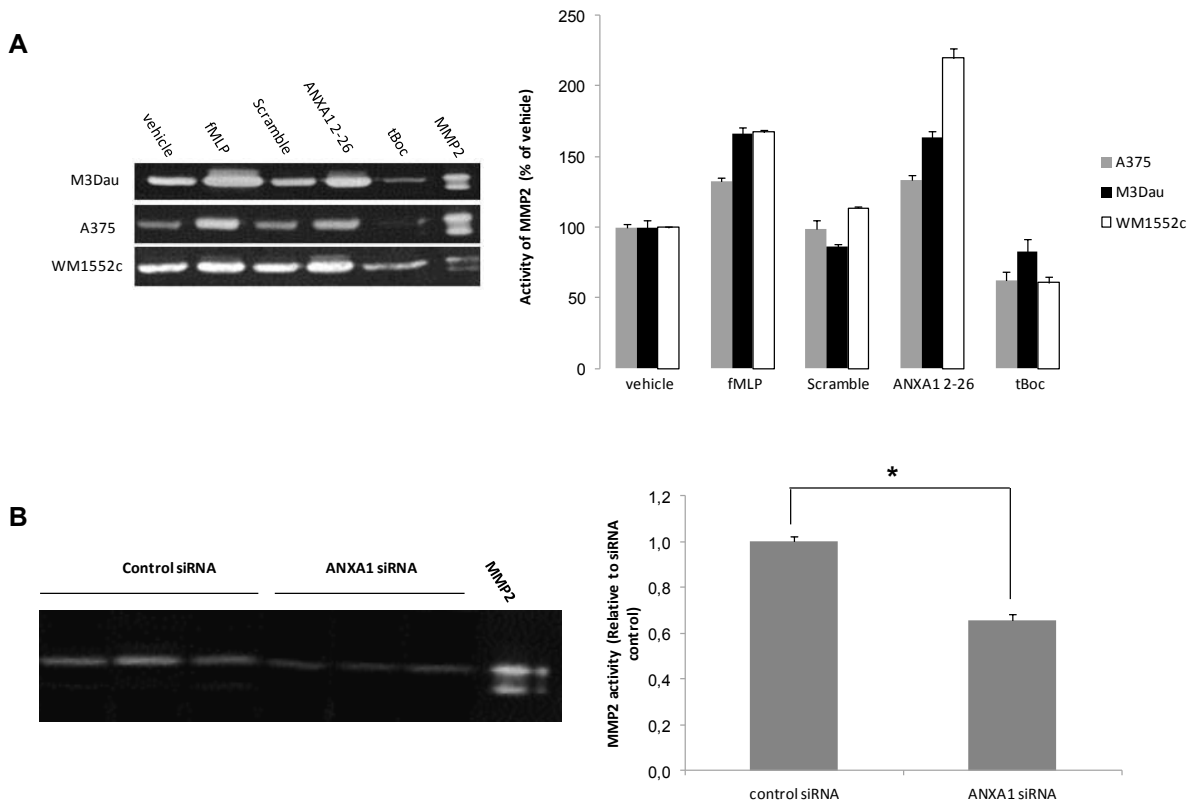 A
vehicle
fMLP
Scramble
ANXA1 2-26
tBoc
MMP2
M3Dau
A375
WM1552c
Activity of MMP2 (% of vehicle)
250
200
150
100
50
0
vehicle
fMLP
Scramble
ANXA1 2-26
tBoc
A375
M3Dau
WM1552c
B
Control siRNA
ANXA1 siRNA
MMP2
MMP2 activity (Relative to siRNA
control)
*
1,2
1,0
0,8
0,6
0,4
0,2
0,0
control siRNA
ANXA1 siRNA